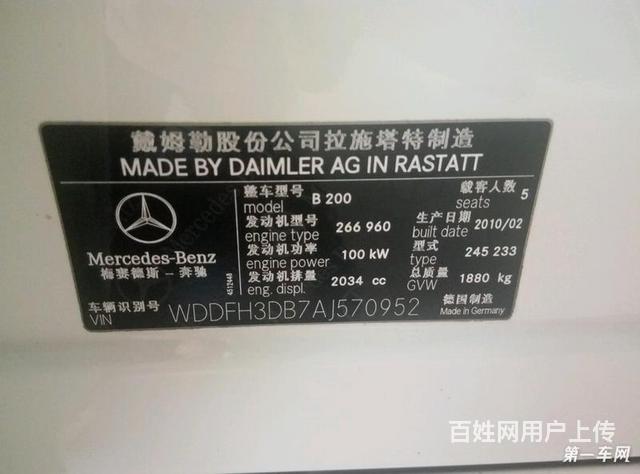 戴姆勒股份公司拉施塔特制造
MADE BY DAIMLER AG IN RASTATT
Mercedes-Benz
梅赛德斯－奔驰
整车型号 B 200 载客人数 5
model seats
发动机型号 266 960 生产日期 2010/02
engine type built date
发动机功率 100 kW 型式 245 233
engine power type
发动机排量 2034 cc 总质量 1880 kg
eng. displ. GVW
4512448
车辆识别号 WDDFH3DB7AJ570952 德国制造
VIN Made in Germany
百姓网用户上传
第一车网